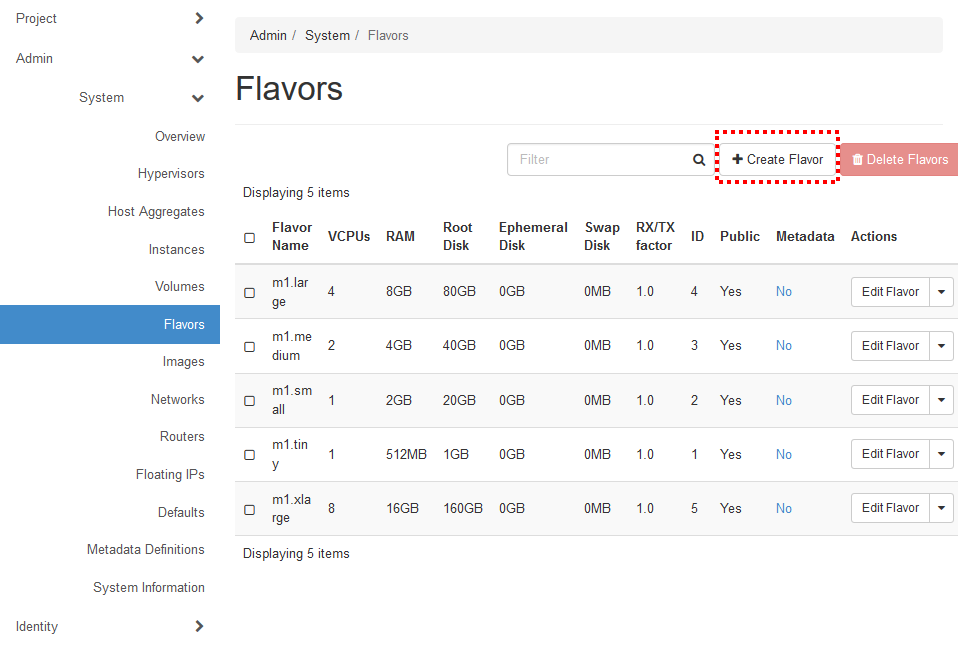 Project
Admin
System
Overview
Hypervisors
Host Aggregates
Instances
Volumes
Flavors
Images
Networks
Routers
Floating IPs
Defaults
Metadata Definitions
System Information
Identity
Admin / System / Flavors
Flavors
Filter
Create Flavor
Delete Flavors
Displaying 5 items
Flavor Name VCPUs RAM Root Disk Ephemeral Disk Swap Disk RX/TX factor ID Public Metadata Actions
m1.large 4 8GB 80GB 0GB 0MB 1.0 4 Yes No Edit Flavor
m1.medium 2 4GB 40GB 0GB 0MB 1.0 3 Yes No Edit Flavor
m1.small 1 2GB 20GB 0GB 0MB 1.0 2 Yes No Edit Flavor
m1.tiny 1 512MB 1GB 0GB 0MB 1.0 1 Yes No Edit Flavor
m1.xlarge 8 16GB 160GB 0GB 0MB 1.0 5 Yes No Edit Flavor
Displaying 5 items